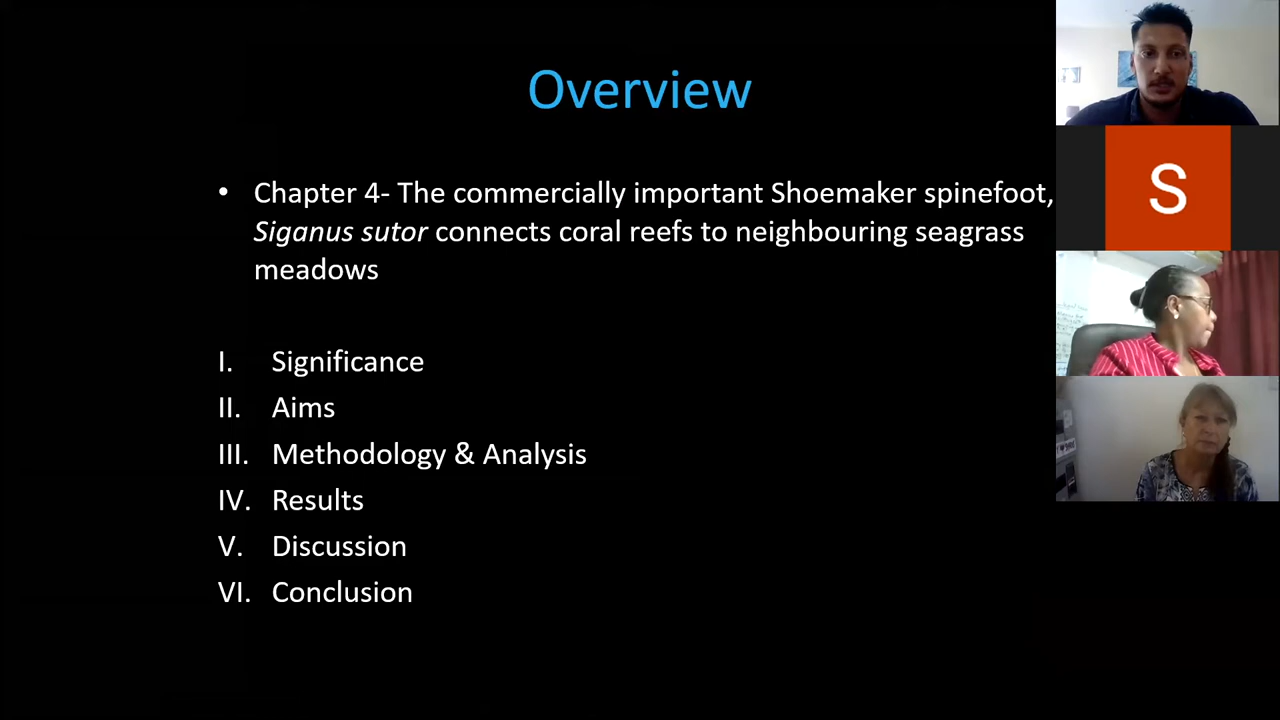 Overview
• Chapter 4- The commercially important Shoemaker spinefoot,
Siganus sutor connects coral reefs to neighbouring seagrass
meadows
I. Significance
II. Aims
III. Methodology & Analysis
IV. Results
V. Discussion
VI. Conclusion
S